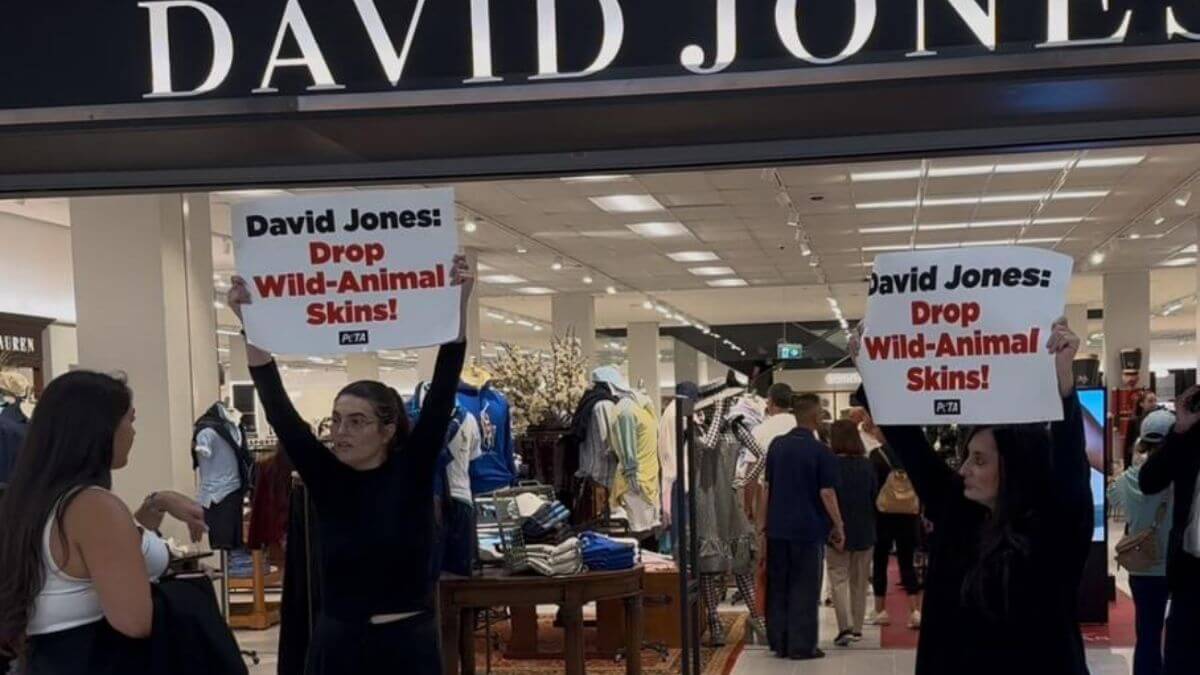 DAVID JONES
David Jones:
Drop
Wild-Animal
Skins!
PETA
David Jones:
Drop
Wild-Animal
Skins!
PETA
AUREN